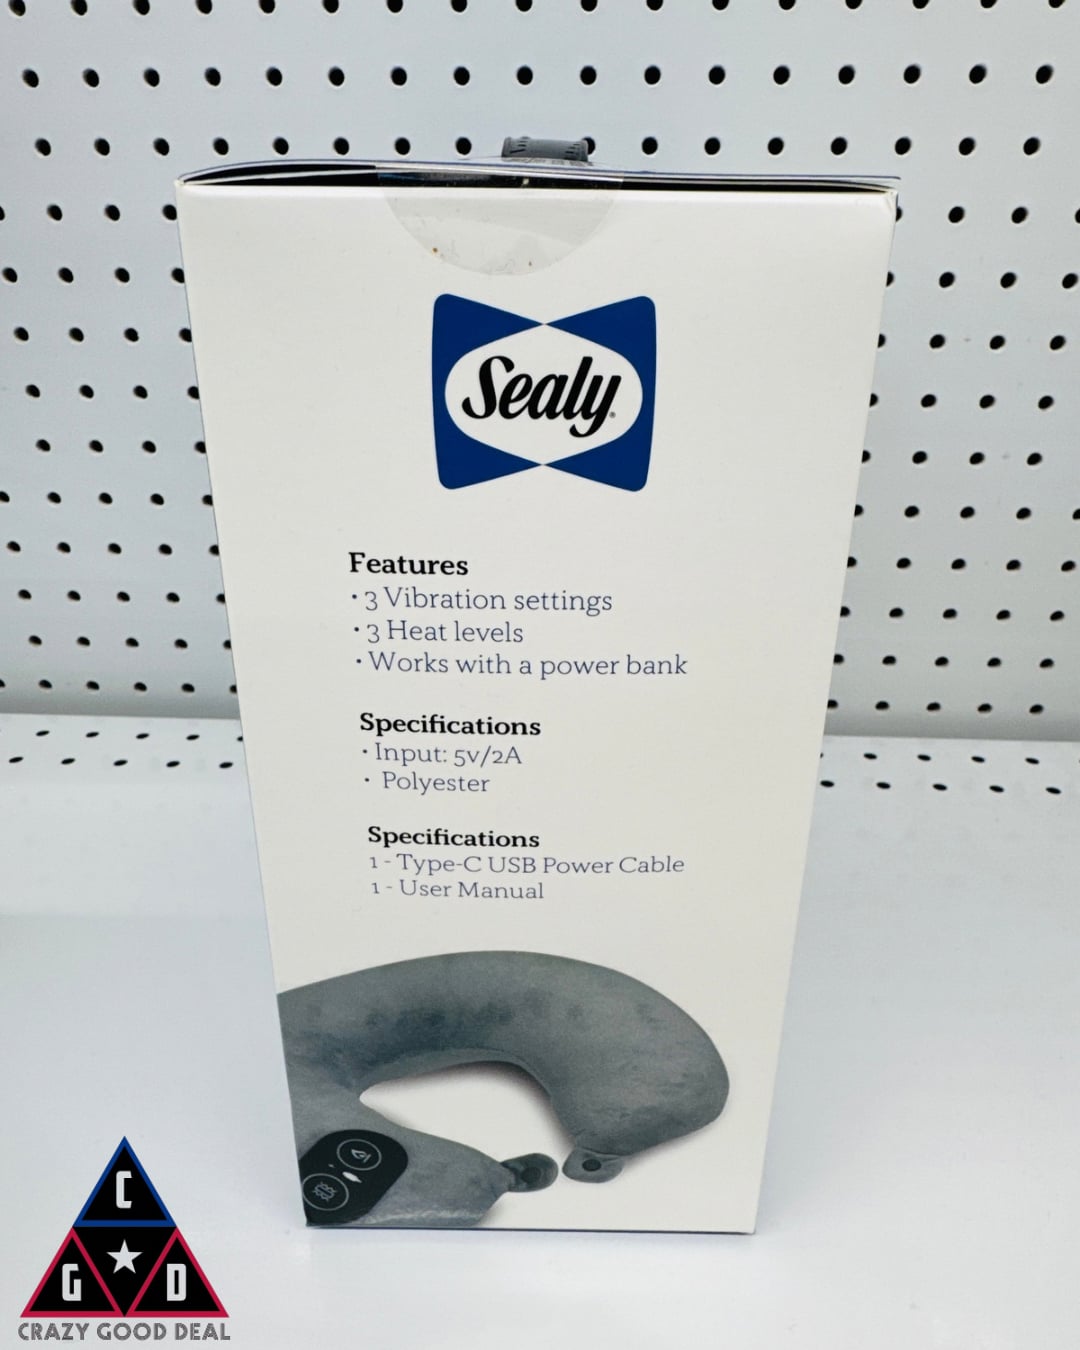 Sealy
Features
· 3 Vibration settings
· 3 Heat levels
· Works with a power bank
Specifications
· Input: 5v/2A
· Polyester
Specifications
1 - Type-C USB Power Cable
1 - User Manual
C
G D
CRAZY GOOD DEAL